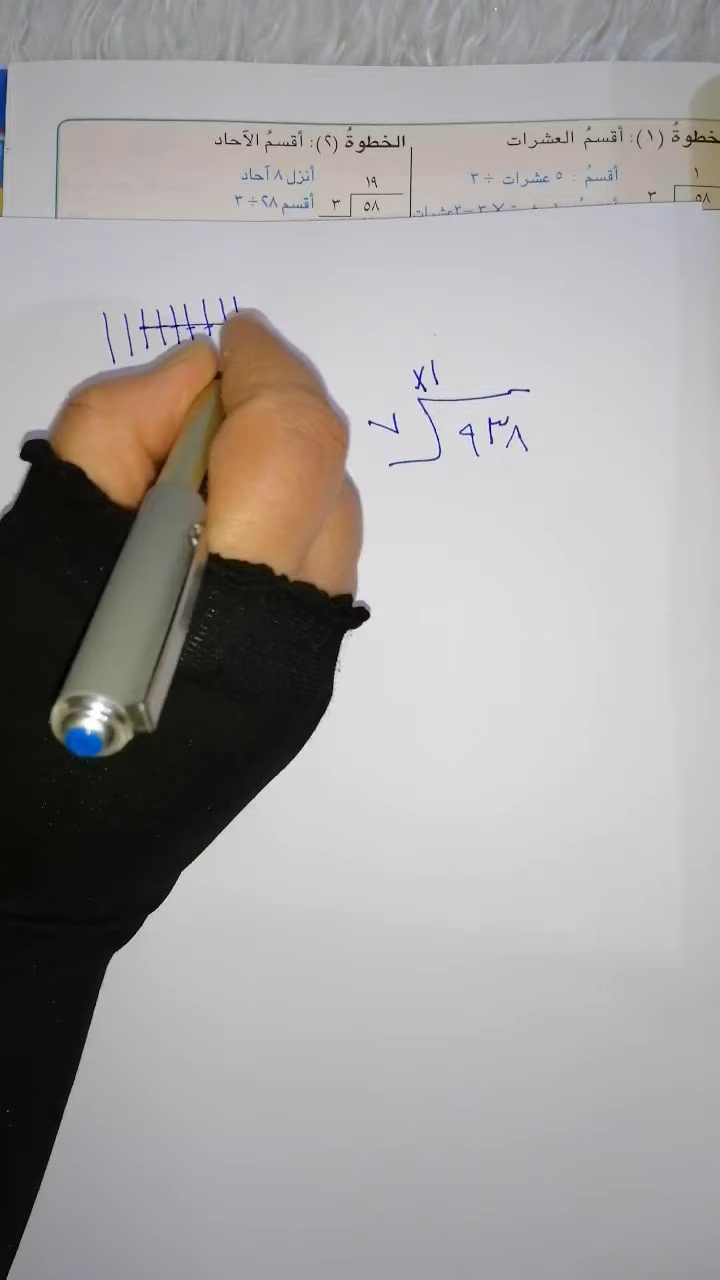 الخطوةُ (١): أقسمُ العشرات
١
أقسمُ : ٥ عشرات ÷ ٣
٣ ٥٨
الخطوةُ (٢): أقسمُ الآحاد
أنزل ٨ آحاد
١٩
أقسم ٢٨ ÷ ٣
٣ ٥٨
×١
٧ ٩٣٨